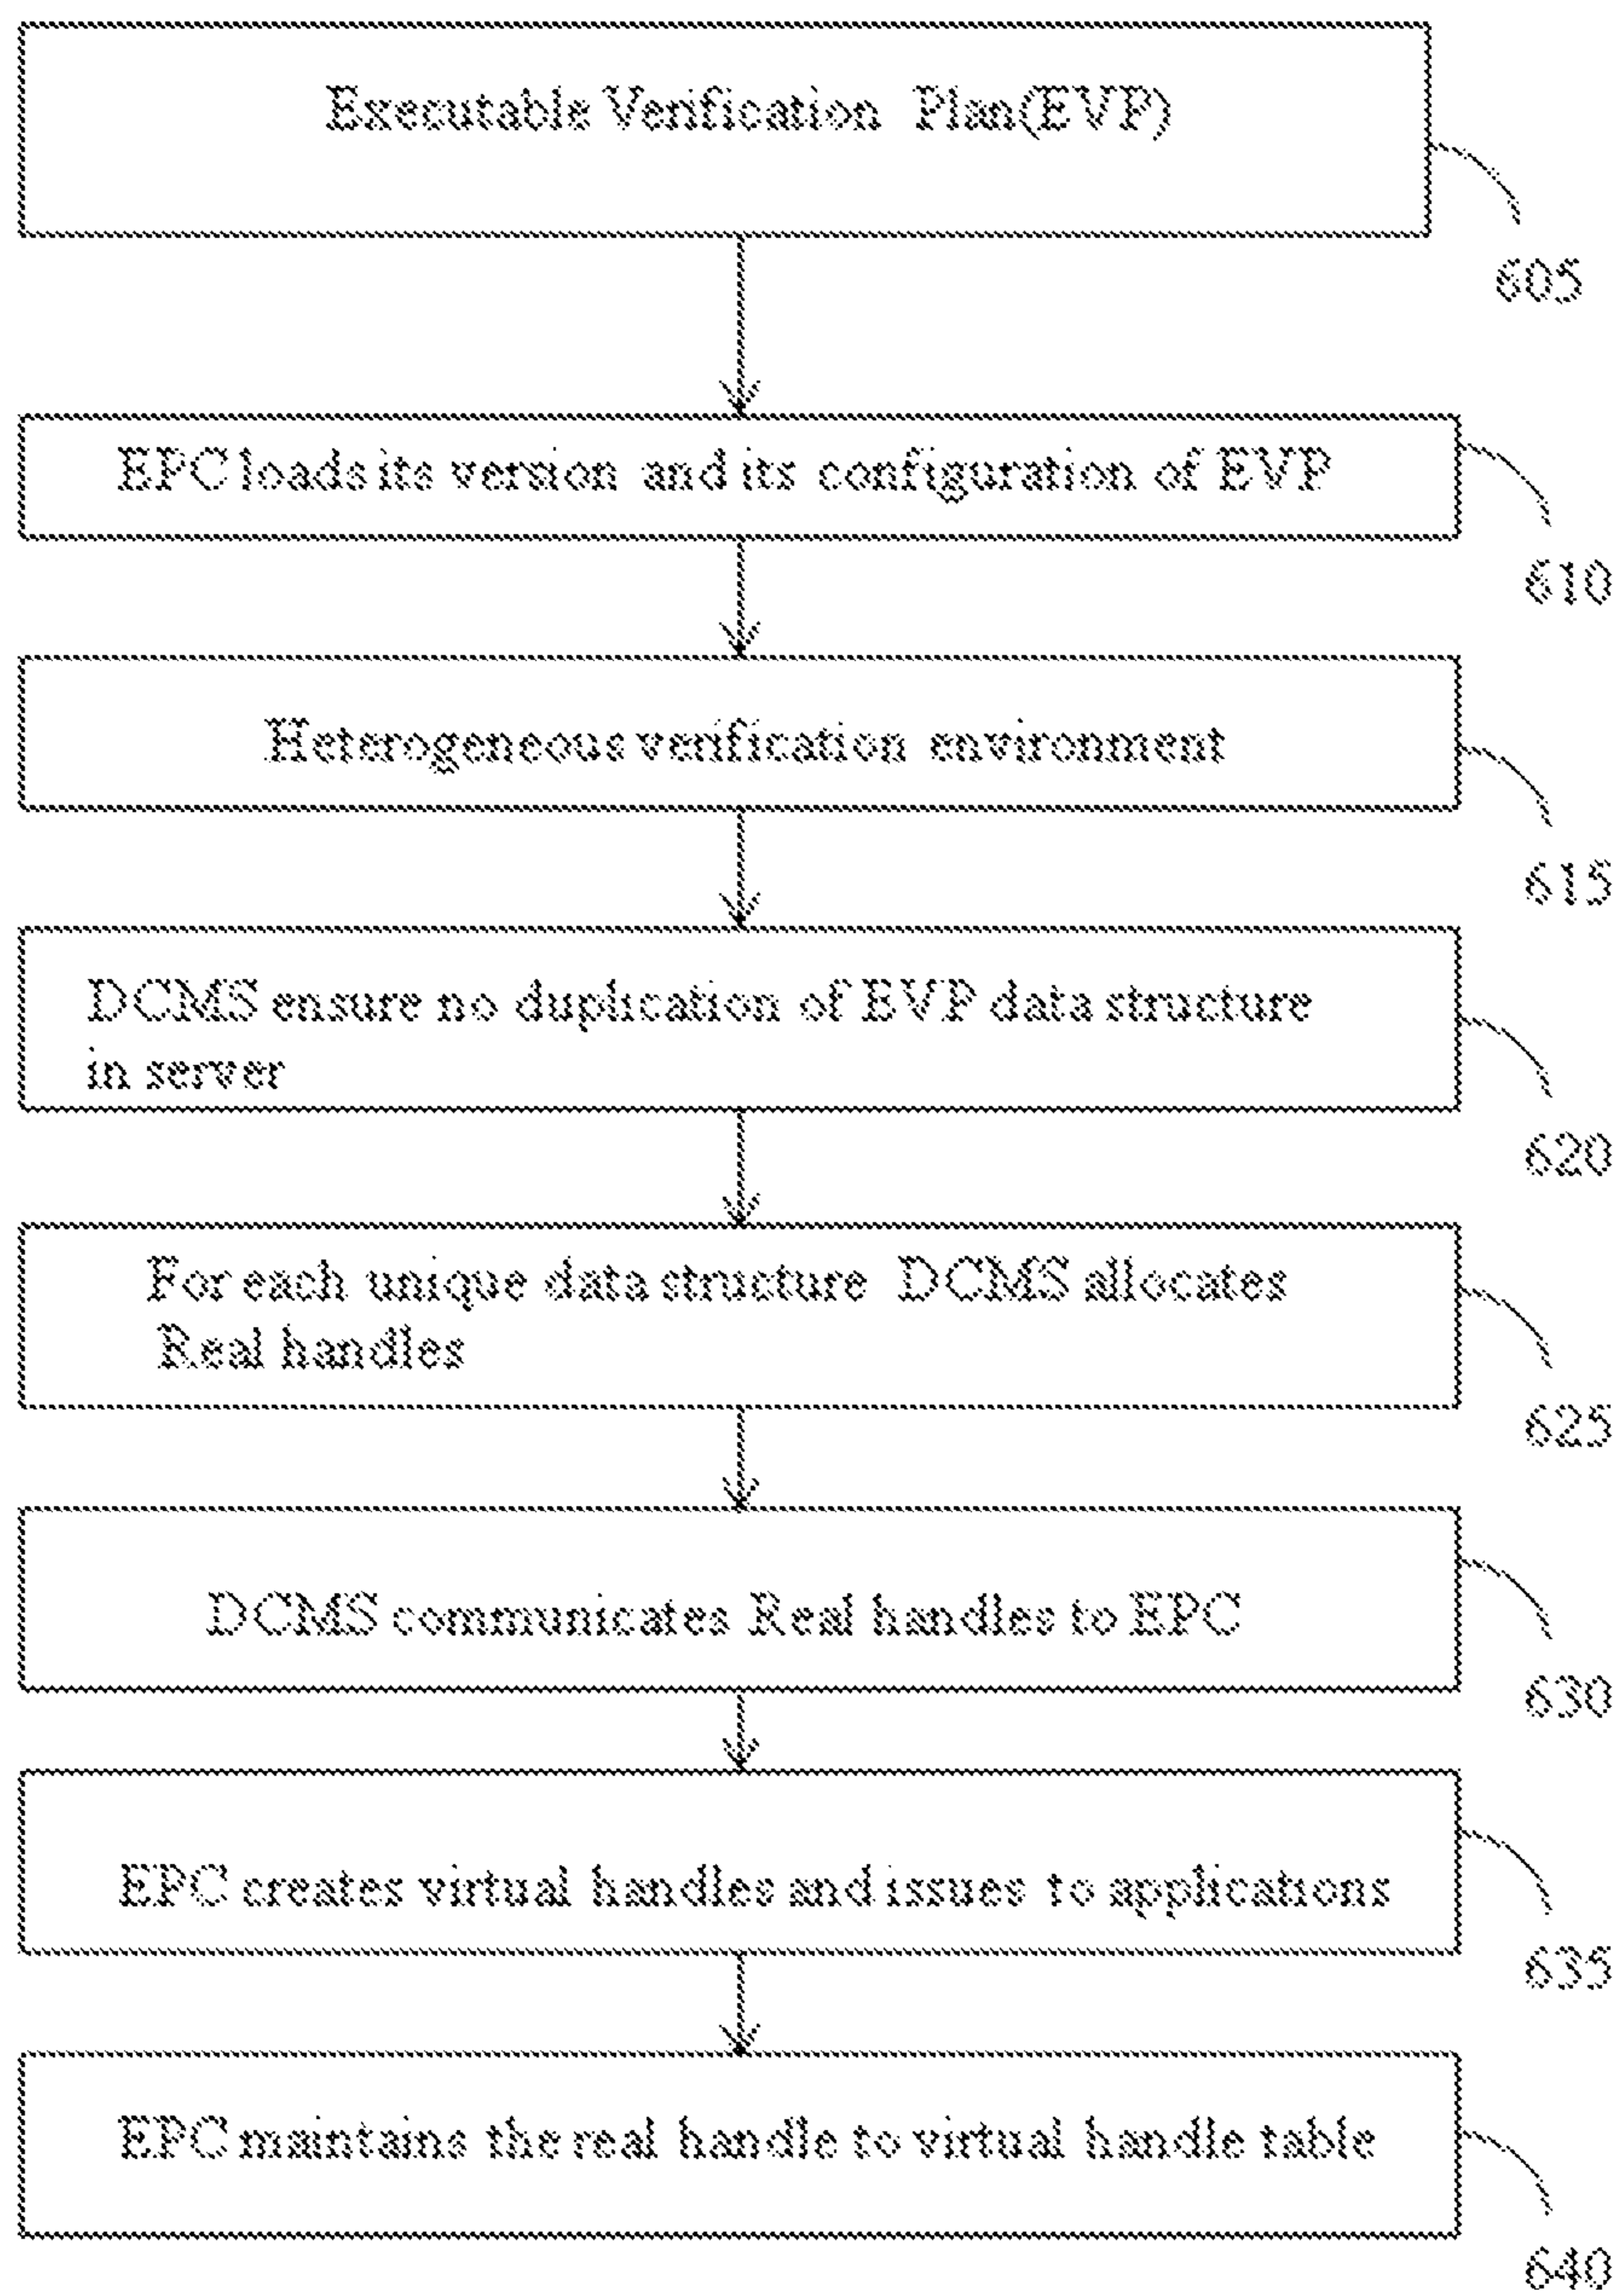 Executable Verification Plan(EVP)
605
EPC loads its version and its configuration of EVP
610
Heterogeneous verification environment
615
DCMS ensure no duplication of EVP data structure
in server
620
For each unique data structure DCMS allocates
Real handles
625
DCMS communicates Real handles to EPC
630
EPC creates virtual handles and issues to applications
635
EPC maintains the real handle to virtual handle table
640